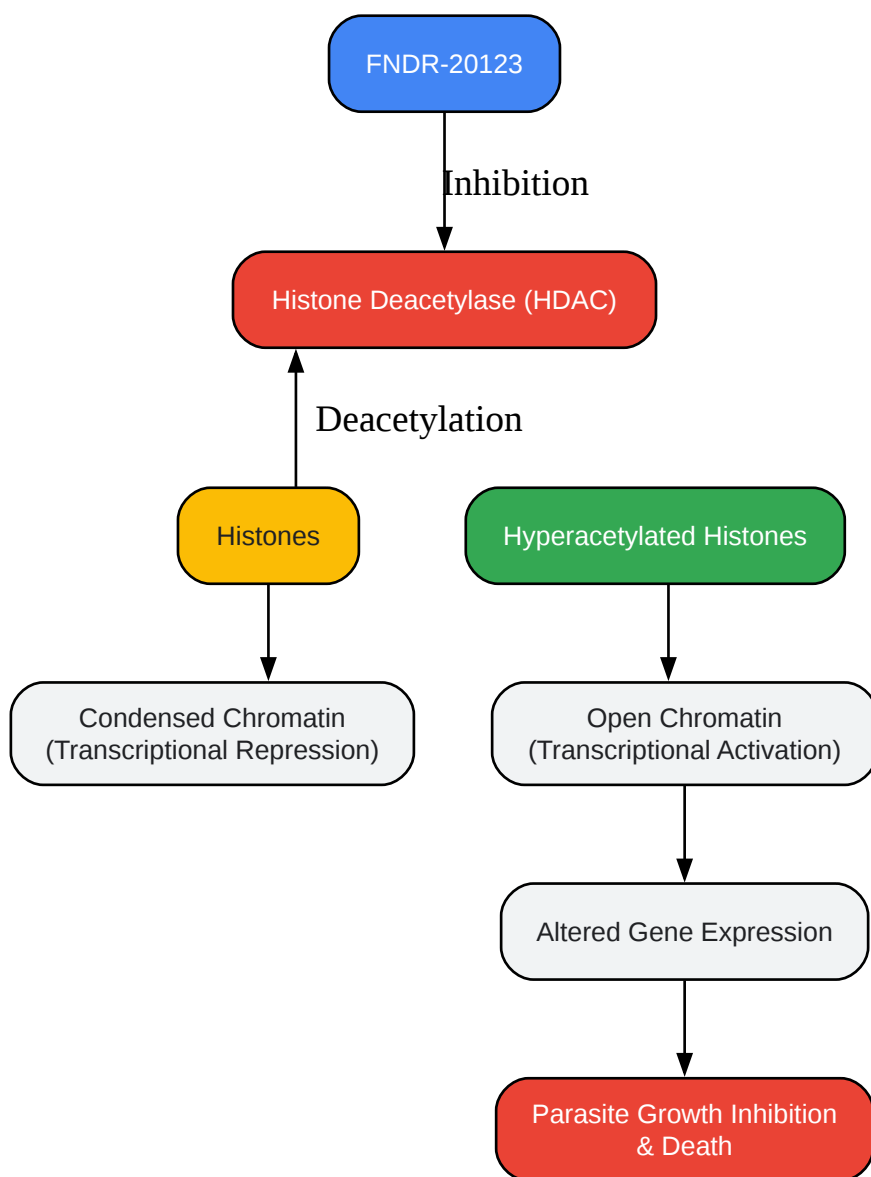 FNDR-20123
Inhibition
Histone Deacetylase (HDAC)
Deacetylation
Histones
Hyperacetylated Histones
Condensed Chromatin
(Transcriptional Repression)
Open Chromatin
(Transcriptional Activation)
Altered Gene Expression
Parasite Growth Inhibition
& Death